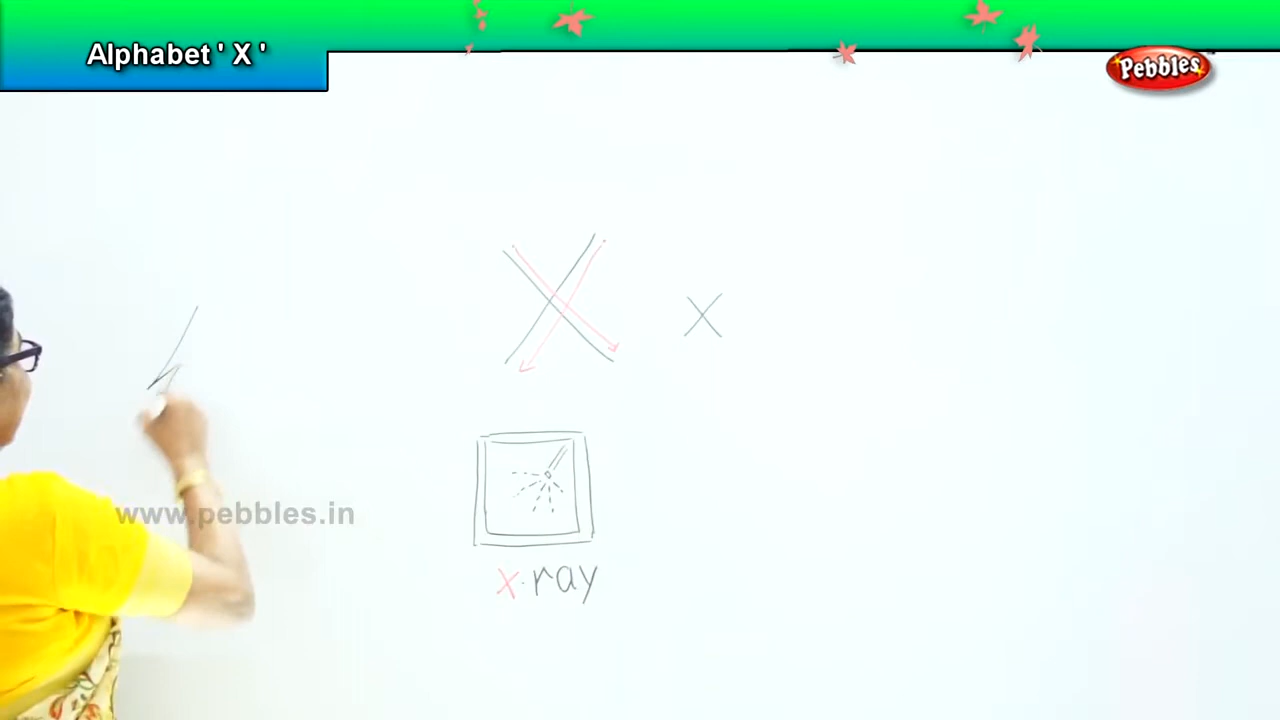 Alphabet ' X '
Pebbles
X x
www.pebbles.in
x-ray